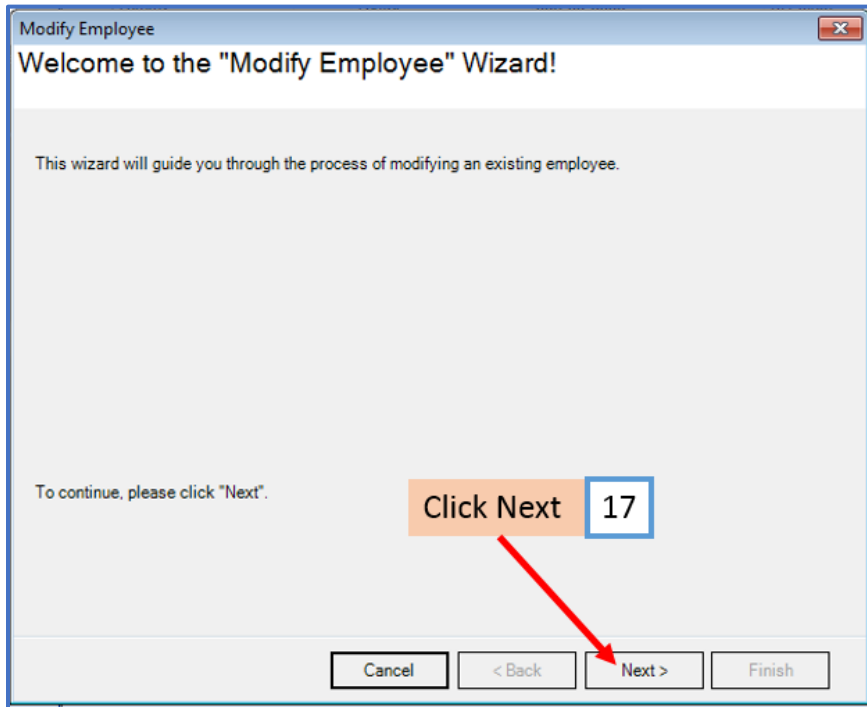 Modify Employee
Welcome to the "Modify Employee" Wizard!
This wizard will guide you through the process of modifying an existing employee.
To continue, please click "Next".
Click Next 17
Cancel < Back Next > Finish